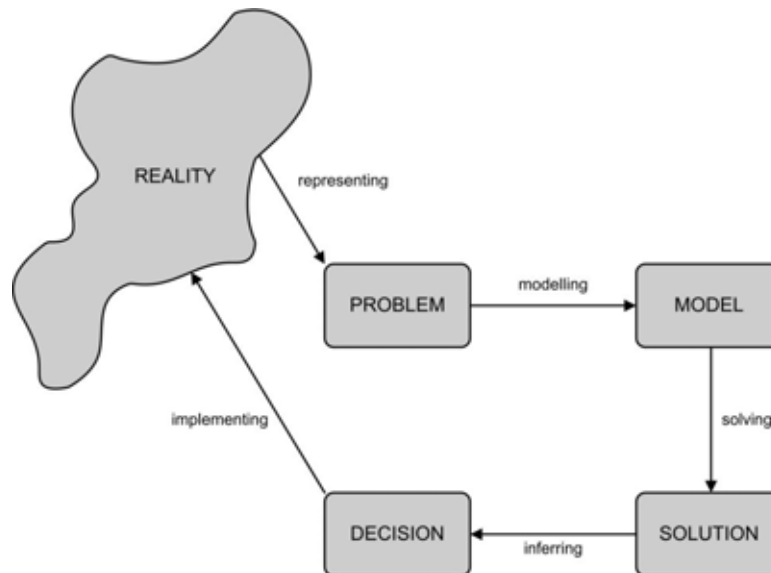 REALITY
representing
PROBLEM
modelling
MODEL
solving
SOLUTION
inferring
DECISION
implementing